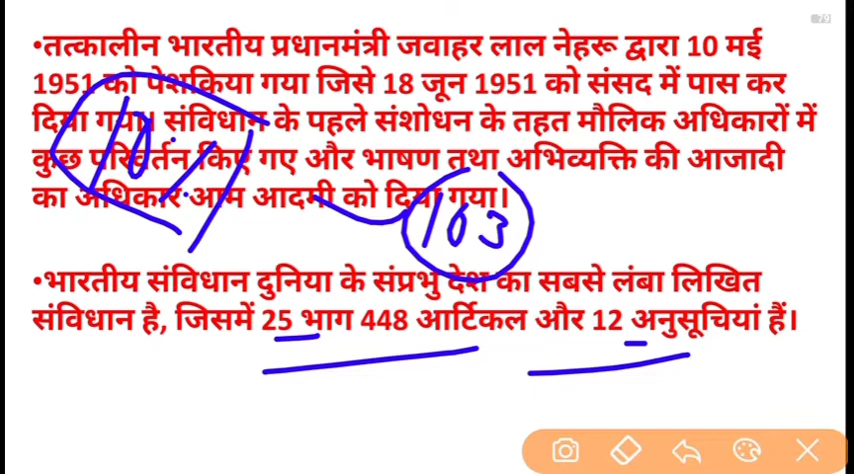 79
•तत्कालीन भारतीय प्रधानमंत्री जवाहर लाल नेहरू द्वारा 10 मई
1951 को पेशकिया गया जिसे 18 जून 1951 को संसद में पास कर
दिया गया। संविधान के पहले संशोधन के तहत मौलिक अधिकारों में
कुछ परिवर्तन किए गए और भाषण तथा अभिव्यक्ति की आजादी
का अधिकार आम आदमी को दिया गया।
103
•भारतीय संविधान दुनिया के संप्रभु देश का सबसे लंबा लिखित
संविधान है, जिसमें 25 भाग 448 आर्टिकल और 12 अनुसूचियां हैं।